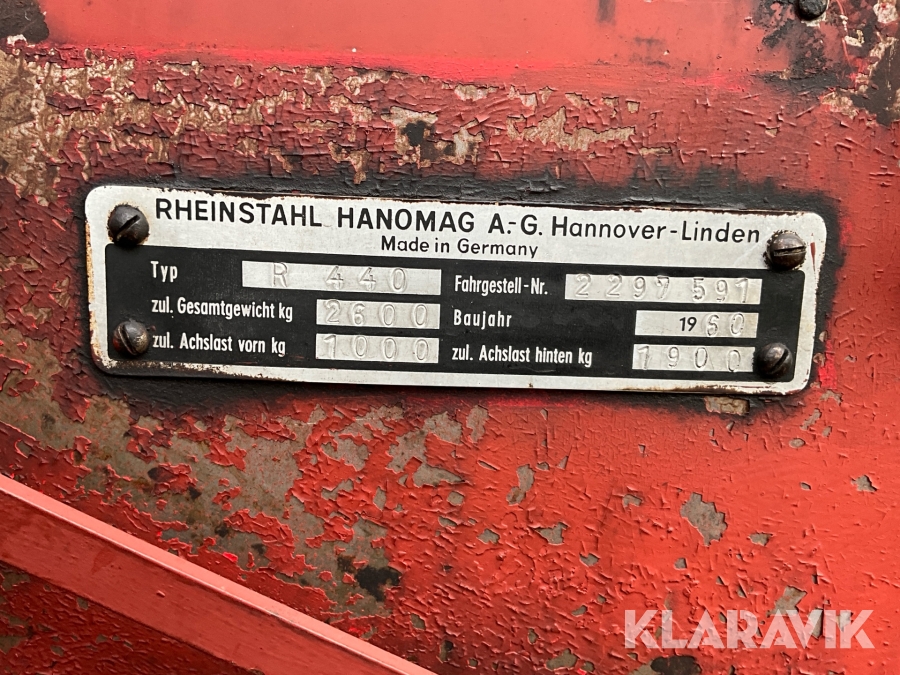 RHEINSTAHL HANOMAG A.-G. Hannover-Linden
Made in Germany
Typ R 440 Fahrgestell-Nr. 2297591
zul. Gesamtgewicht kg 2600 Baujahr 1960
zul. Achslast vorn kg 1000 zul. Achslast hinten kg 1900
KLARAVIK